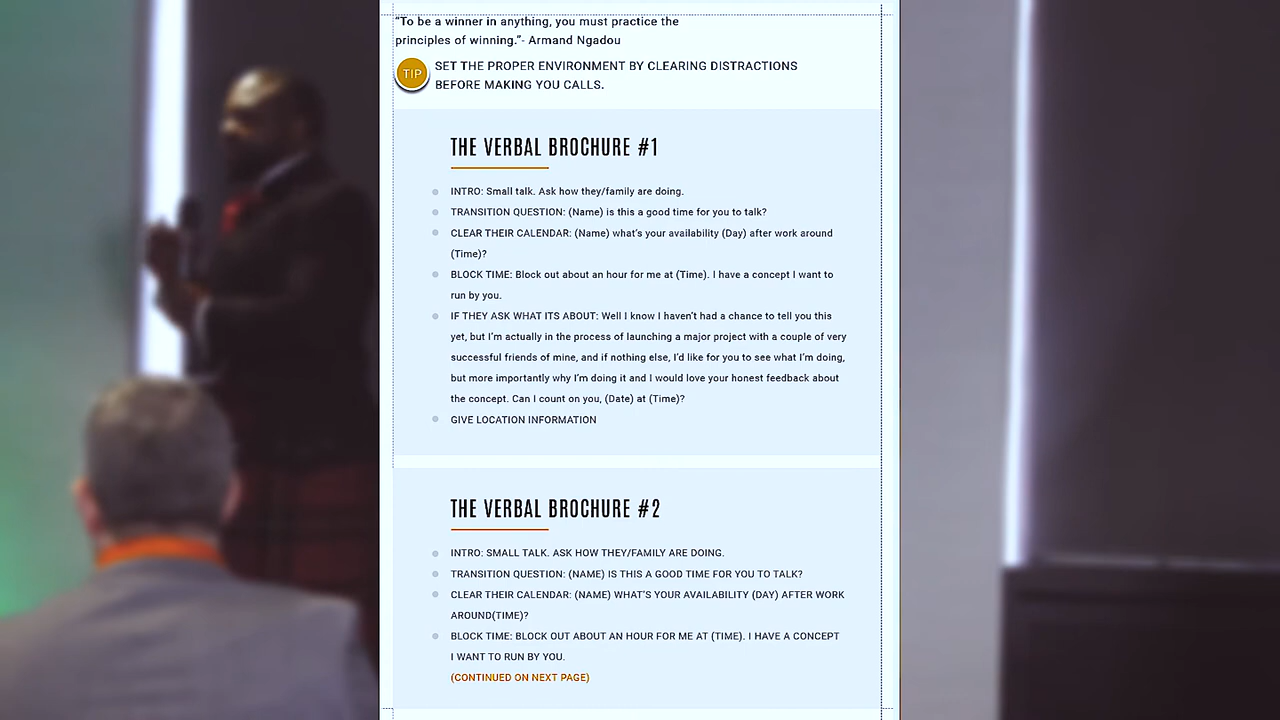 “To be a winner in anything, you must practice the
principles of winning.”- Armand Ngadou
TIP
SET THE PROPER ENVIRONMENT BY CLEARING DISTRACTIONS
BEFORE MAKING YOU CALLS.
THE VERBAL BROCHURE #1
INTRO: Small talk. Ask how they/family are doing.
TRANSITION QUESTION: (Name) is this a good time for you to talk?
CLEAR THEIR CALENDAR: (Name) what's your availability (Day) after work around
(Time)?
BLOCK TIME: Block out about an hour for me at (Time). I have a concept I want to
run by you.
IF THEY ASK WHAT ITS ABOUT: Well I know I haven't had a chance to tell you this
yet, but I'm actually in the process of launching a major project with a couple of very
successful friends of mine, and if nothing else, I'd like for you to see what I'm doing,
but more importantly why I'm doing it and I would love your honest feedback about
the concept. Can I count on you, (Date) at (Time)?
GIVE LOCATION INFORMATION
THE VERBAL BROCHURE #2
INTRO: SMALL TALK. ASK HOW THEY/FAMILY ARE DOING.
TRANSITION QUESTION: (NAME) IS THIS A GOOD TIME FOR YOU TO TALK?
CLEAR THEIR CALENDAR: (NAME) WHAT'S YOUR AVAILABILITY (DAY) AFTER WORK
AROUND(TIME)?
BLOCK TIME: BLOCK OUT ABOUT AN HOUR FOR ME AT (TIME). I HAVE A CONCEPT
I WANT TO RUN BY YOU.
(CONTINUED ON NEXT PAGE)